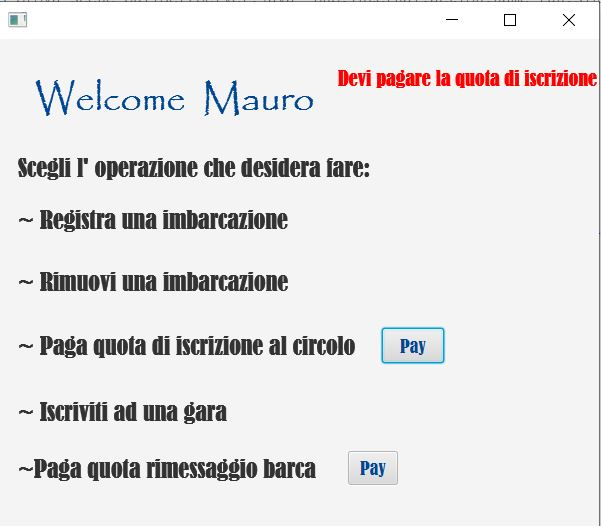 Welcome Mauro
Devi pagare la quota di iscrizione
Scegli l' operazione che desidera fare:
~ Registra una imbarcazione
~ Rimuovi una imbarcazione
~ Paga quota di iscrizione al circolo Pay
~ Iscriviti ad una gara
~Paga quota rimessaggio barca Pay